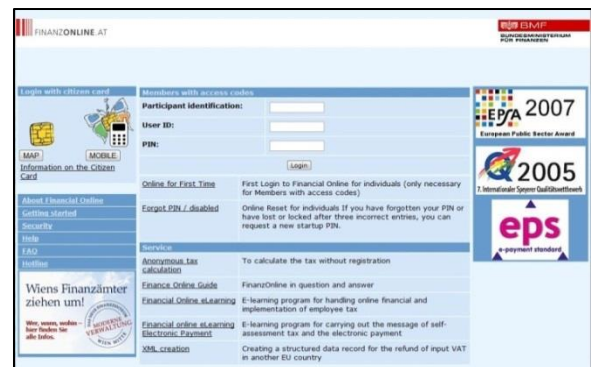 FINANZONLINE.AT
BMF
BUNDESMINISTERIUM
FÜR FINANZEN
Login with citizen card
MAP
MOBILE
Information on the Citizen
Card
About Financial Online
Getting started
Security
Help
FAQ
Hotline
Wiens Finanzämter
ziehen um!
Wer, wann, wohin –
hier finden Sie
alle Infos.
MODERNE
VERWALTUNG
WIEN MITTE
Members with access codes
Participant identification:
User ID:
PIN:
Login
Online for First Time
First Login to Financial Online for individuals (only necessary
for Members with access codes)
Forgot PIN / disabled
Online Reset for individuals If you have forgotten your PIN or
have lost or locked after three incorrect entries, you can
request a new startup PIN.
Service
Anonymous tax
calculation
To calculate the tax without registration
Finance Online Guide
FinanzOnline in question and answer
Financial Online eLearning
E-learning program for handling online financial and
implementation of employee tax
Financial online eLearning
Electronic Payment
E-learning program for carrying out the message of self-
assessment tax and the electronic payment
XML creation
Creating a structured data record for the refund of input VAT
in another EU country
EPSA 2007
European Public Sector Award
2005
7. Internationaler Speyerer Qualitätswettbewerb
eps
e-payment standard